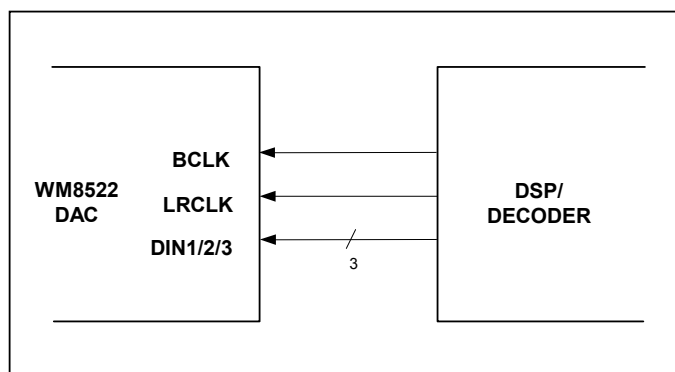 WM8522
DAC
BCLK
LRCLK
DIN1/2/3
3
DSP/
DECODER